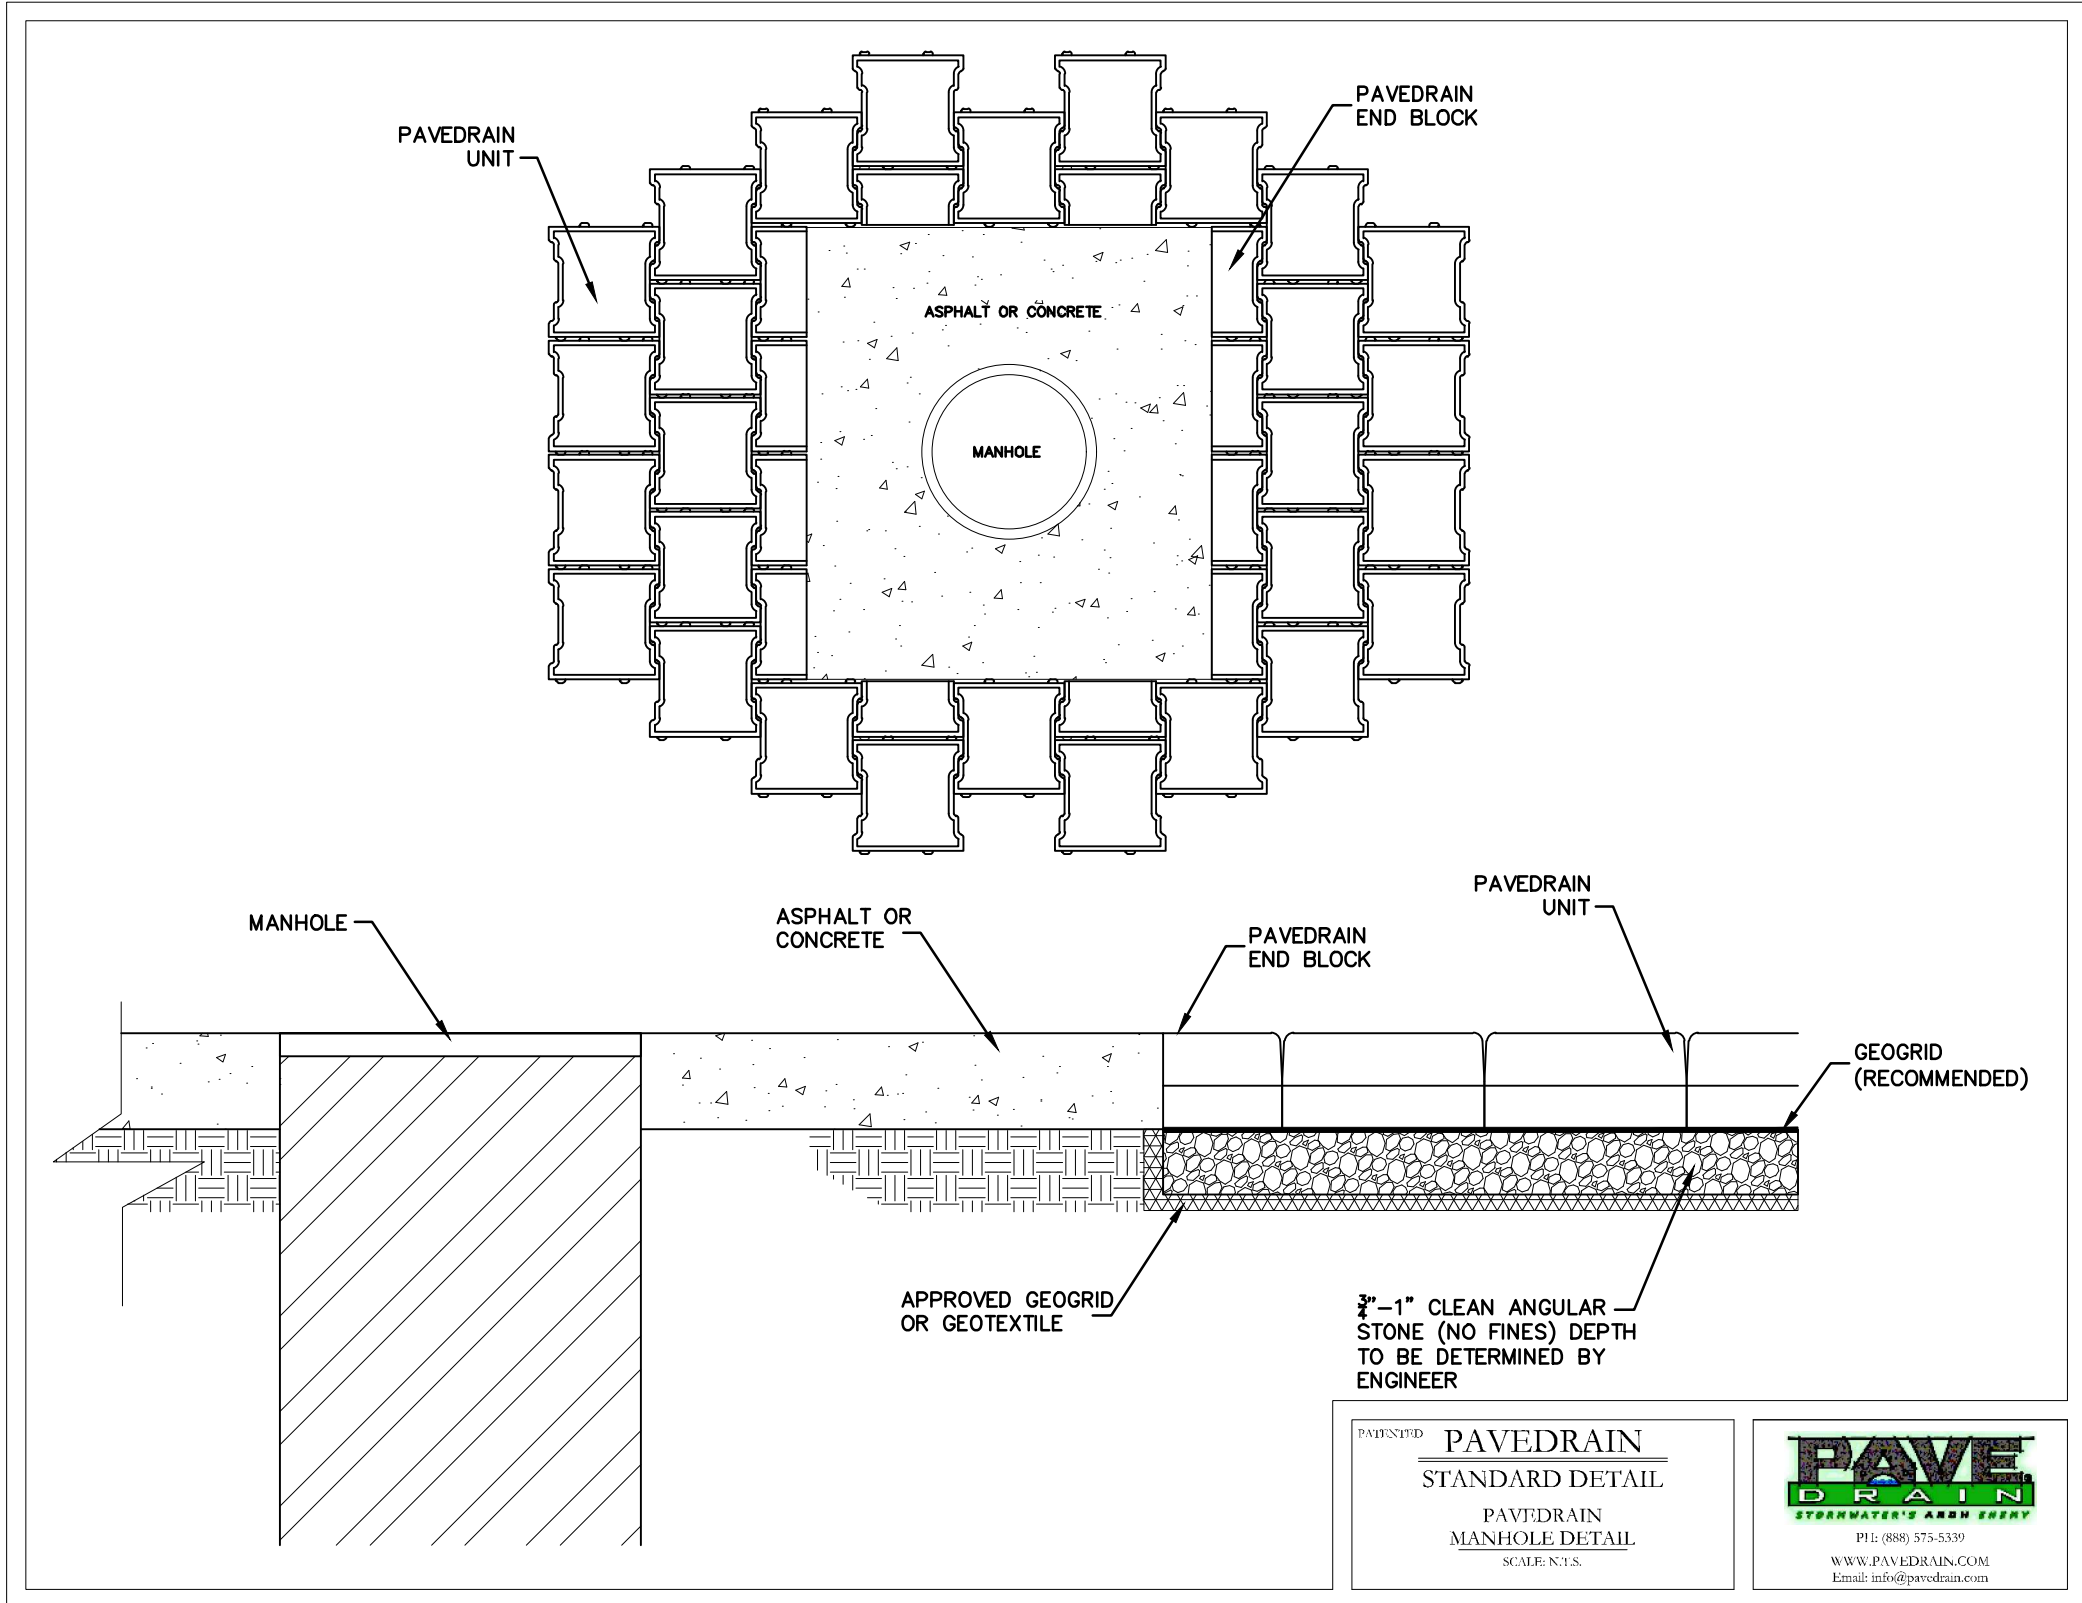 PAVEDRAIN
UNIT
PAVEDRAIN
END BLOCK
ASPHALT OR CONCRETE
MANHOLE
MANHOLE
ASPHALT OR
CONCRETE
PAVEDRAIN
END BLOCK
PAVEDRAIN
UNIT
GEOGRID
(RECOMMENDED)
APPROVED GEOGRID
OR GEOTEXTILE
3/4"-1" CLEAN ANGULAR
STONE (NO FINES) DEPTH
TO BE DETERMINED BY
ENGINEER
PATENTED
PAVEDRAIN
STANDARD DETAIL
PAVEDRAIN
MANHOLE DETAIL
SCALE: N.T.S.
PAVE
DRAIN
STORMWATER'S ARCH ENEMY
PH: (888) 575-5339
WWW.PAVEDRAIN.COM
Email: info@pavedrain.com